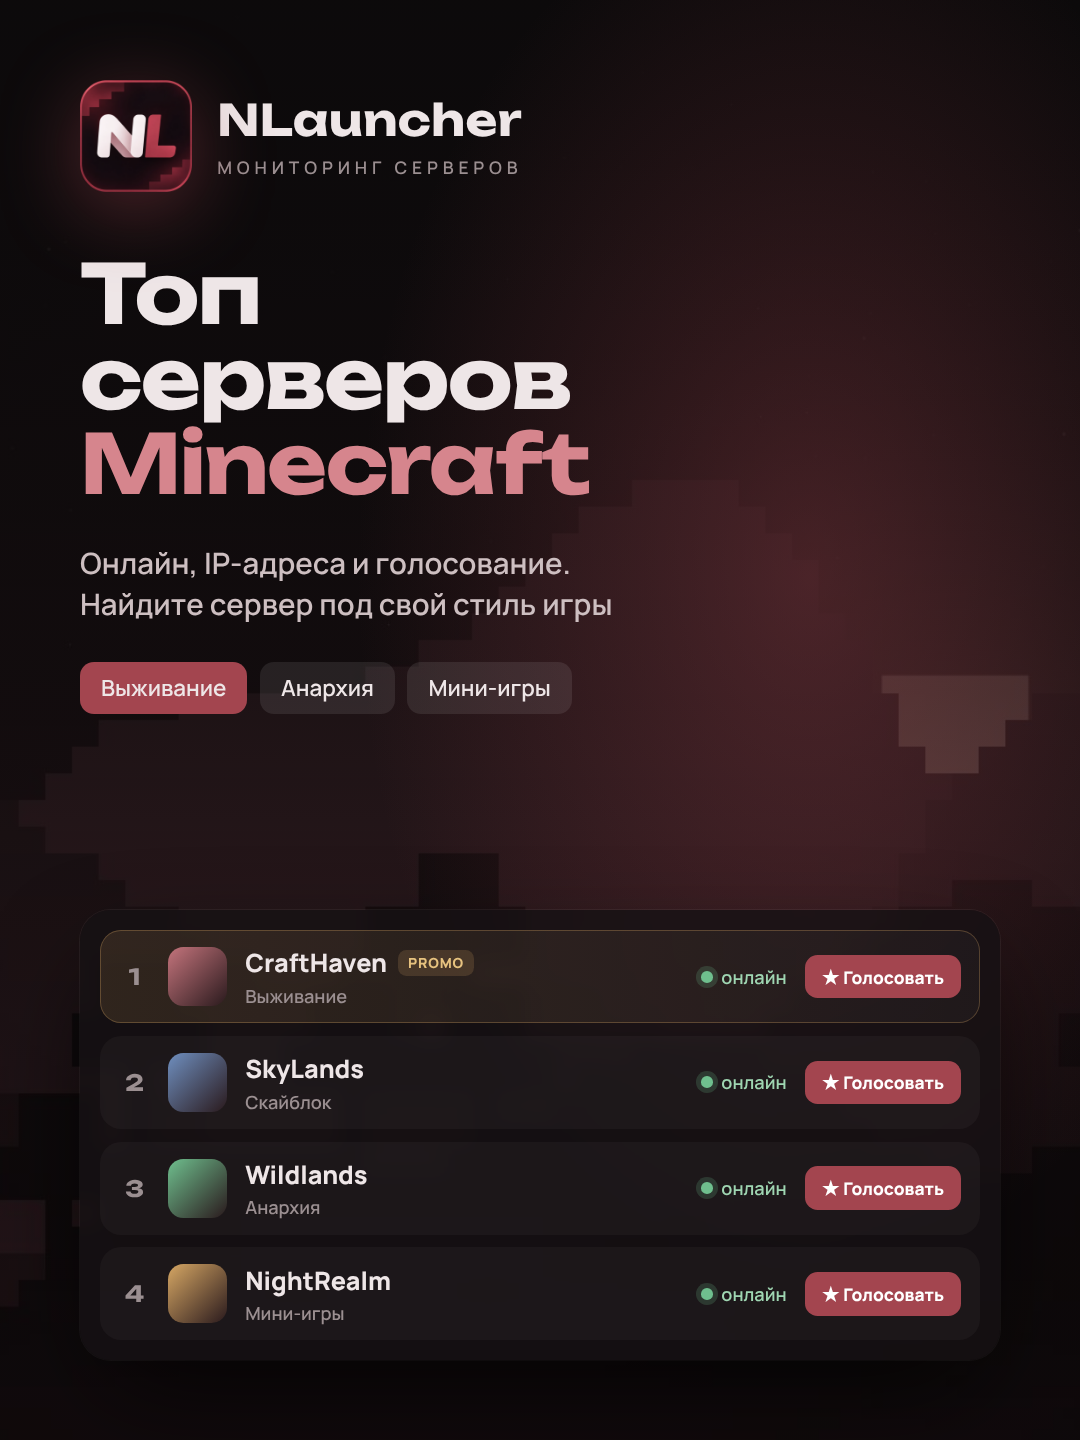 NL
NLauncher
МОНИТОРИНГ СЕРВЕРОВ
Топ
серверов
Minecraft
Онлайн, IP-адреса и голосование.
Найдите сервер под свой стиль игры
Выживание Анархия Мини-игры
1 CraftHaven PROMO онлайн ★ Голосовать
Выживание
2 SkyLands онлайн ★ Голосовать
Скайблок
3 Wildlands онлайн ★ Голосовать
Анархия
4 NightRealm онлайн ★ Голосовать
Мини-игры